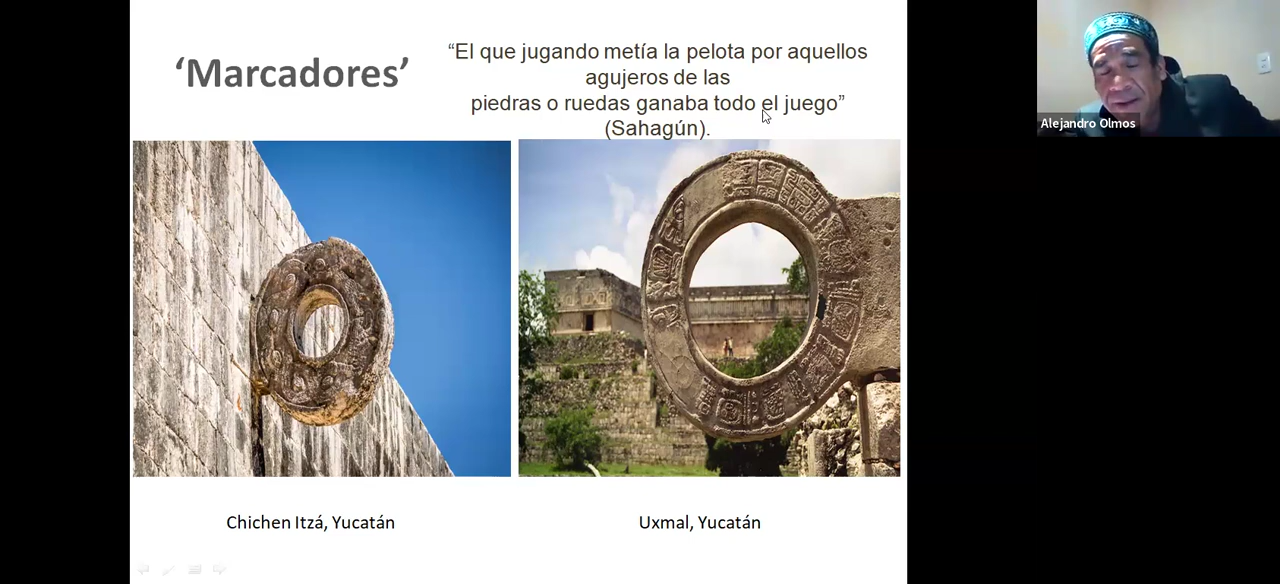 ‘Marcadores’
“El que jugando metía la pelota por aquellos
agujeros de las
piedras o ruedas ganaba todo el juego”
(Sahagún).
Alejandro Olmos
Chichen Itzá, Yucatán
Uxmal, Yucatán